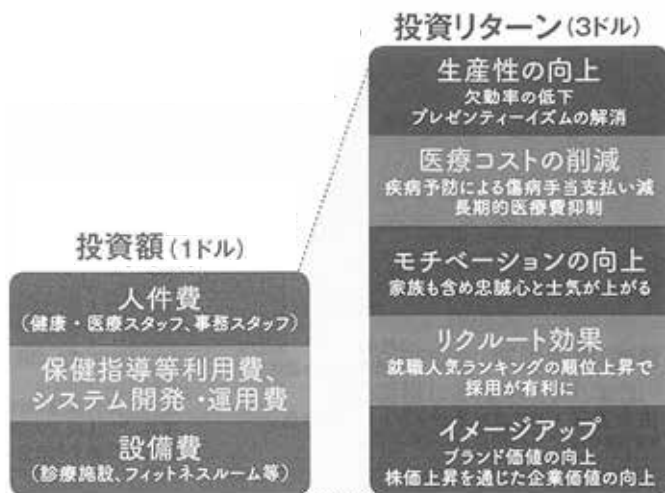 投資リターン(3ドル)
生産性の向上
欠勤率の低下
プレゼンティーイズムの解消
医療コストの削減
疾病予防による傷病手当支払い減
長期的医療費抑制
モチベーションの向上
家族も含め忠誠心と士気が上がる
リクルート効果
就職人気ランキングの順位上昇で
採用が有利に
イメージアップ
ブランド価値の向上
株価上昇を通じた企業価値の向上
投資額(1ドル)
人件費
(健康・医療スタッフ、事務スタッフ)
保健指導等利用費、
システム開発・運用費
設備費
(診療施設、フィットネスルーム等)